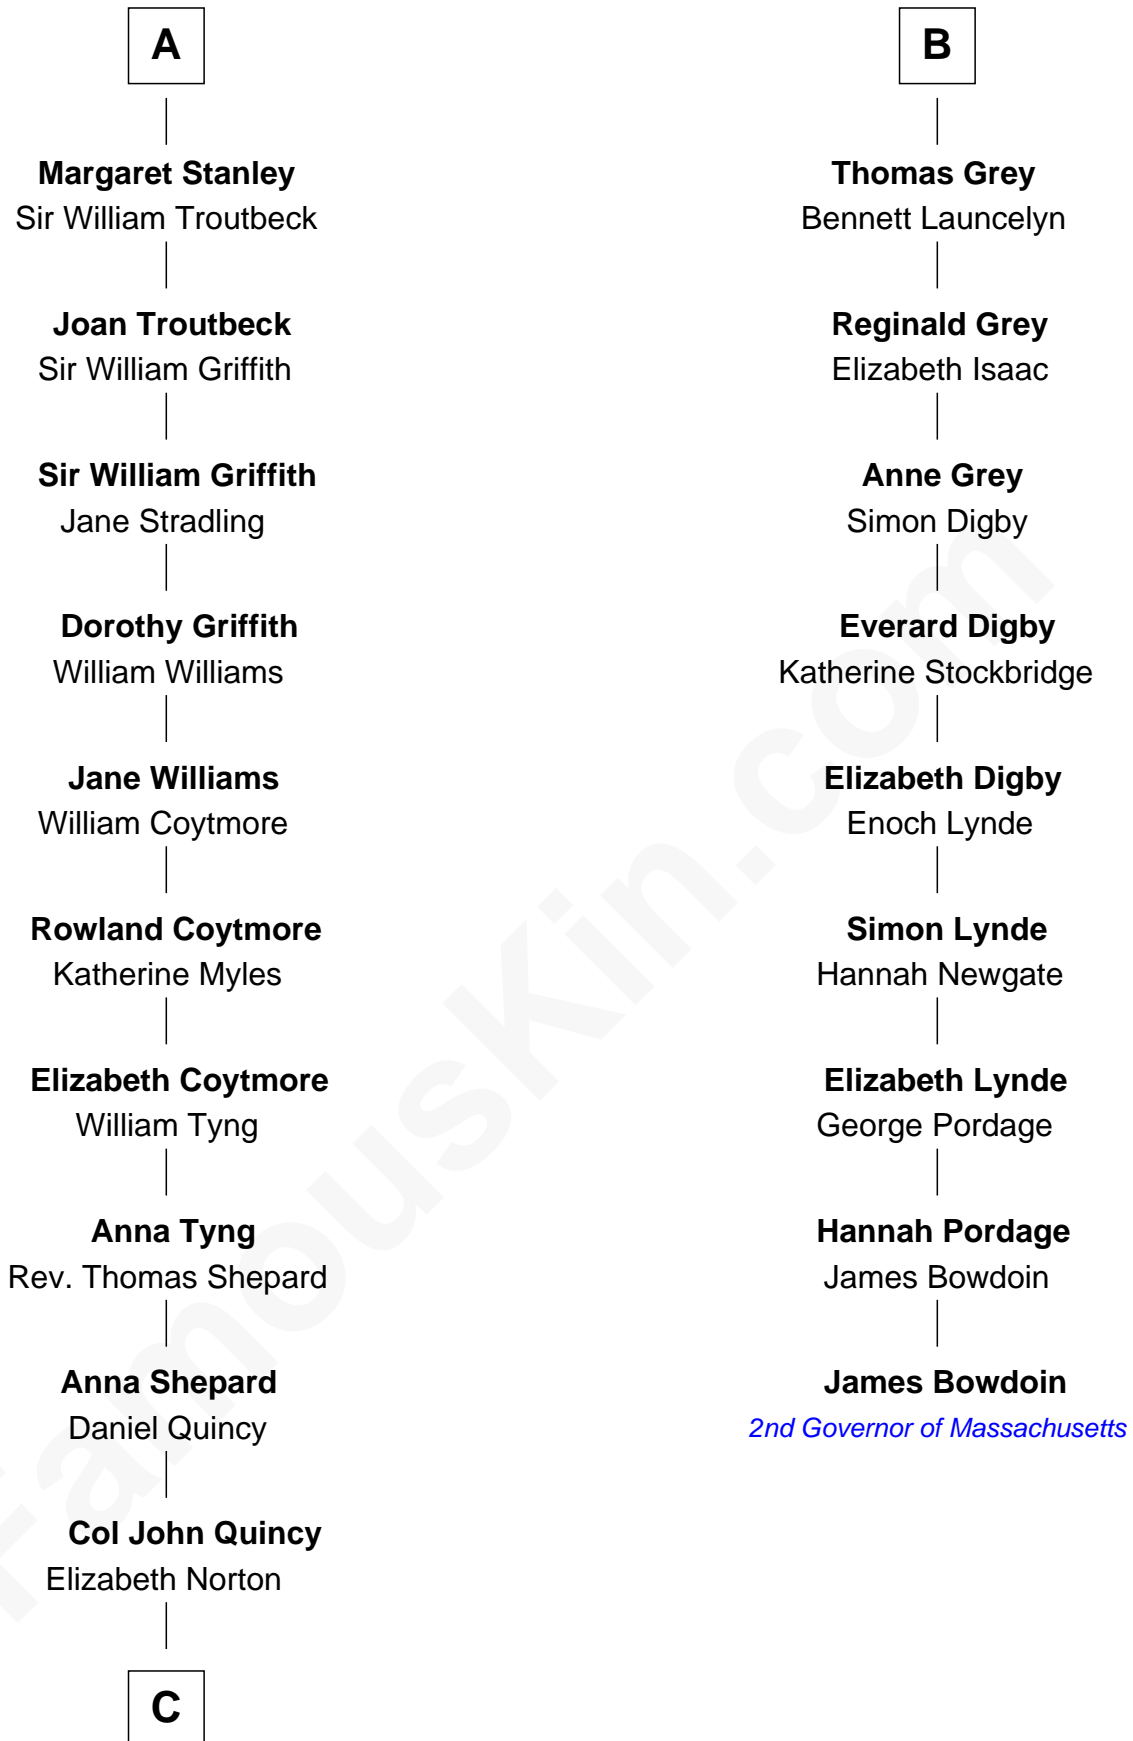 A
Margaret Stanley
Sir William Troutbeck
Joan Troutbeck
Sir William Griffith
Sir William Griffith
Jane Stradling
Dorothy Griffith
William Williams
Jane Williams
William Coytmore
Rowland Coytmore
Katherine Myles
Elizabeth Coytmore
William Tyng
Anna Tyng
Rev. Thomas Shepard
Anna Shepard
Daniel Quincy
Col John Quincy
Elizabeth Norton
C
B
Thomas Grey
Bennett Launcelyn
Reginald Grey
Elizabeth Isaac
Anne Grey
Simon Digby
Everard Digby
Katherine Stockbridge
Elizabeth Digby
Enoch Lynde
Simon Lynde
Hannah Newgate
Elizabeth Lynde
George Pordage
Hannah Pordage
James Bowdoin
James Bowdoin
2nd Governor of Massachusetts
FamousKin.com